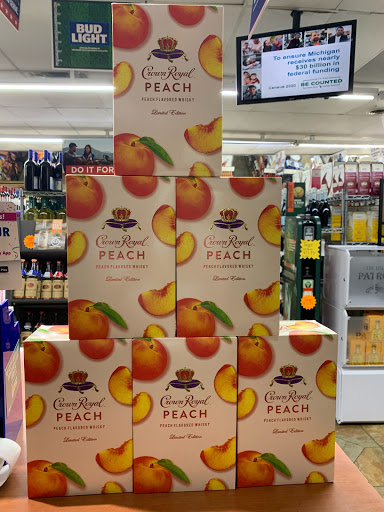 BUD
LIGHT
To ensure Michigan
receives nearly
$30 billion in
federal funding
Census 2020
BE COUNTED
DO IT FOR
Crown Royal
PEACH
PEACH FLAVORED WHISKY
Limited Edition
Crown Royal
PEACH
PEACH FLAVORED WHISKY
Limited Edition
Crown Royal
PEACH
PEACH FLAVORED WHISKY
Limited Edition
PATR
Crown Royal
PEACH
PEACH FLAVORED WHISKY
Limited Edition
Crown Royal
PEACH
PEACH FLAVORED WHISKY
Limited Edition
Crown Royal
PEACH
PEACH FLAVORED WHISKY
Limited Edition